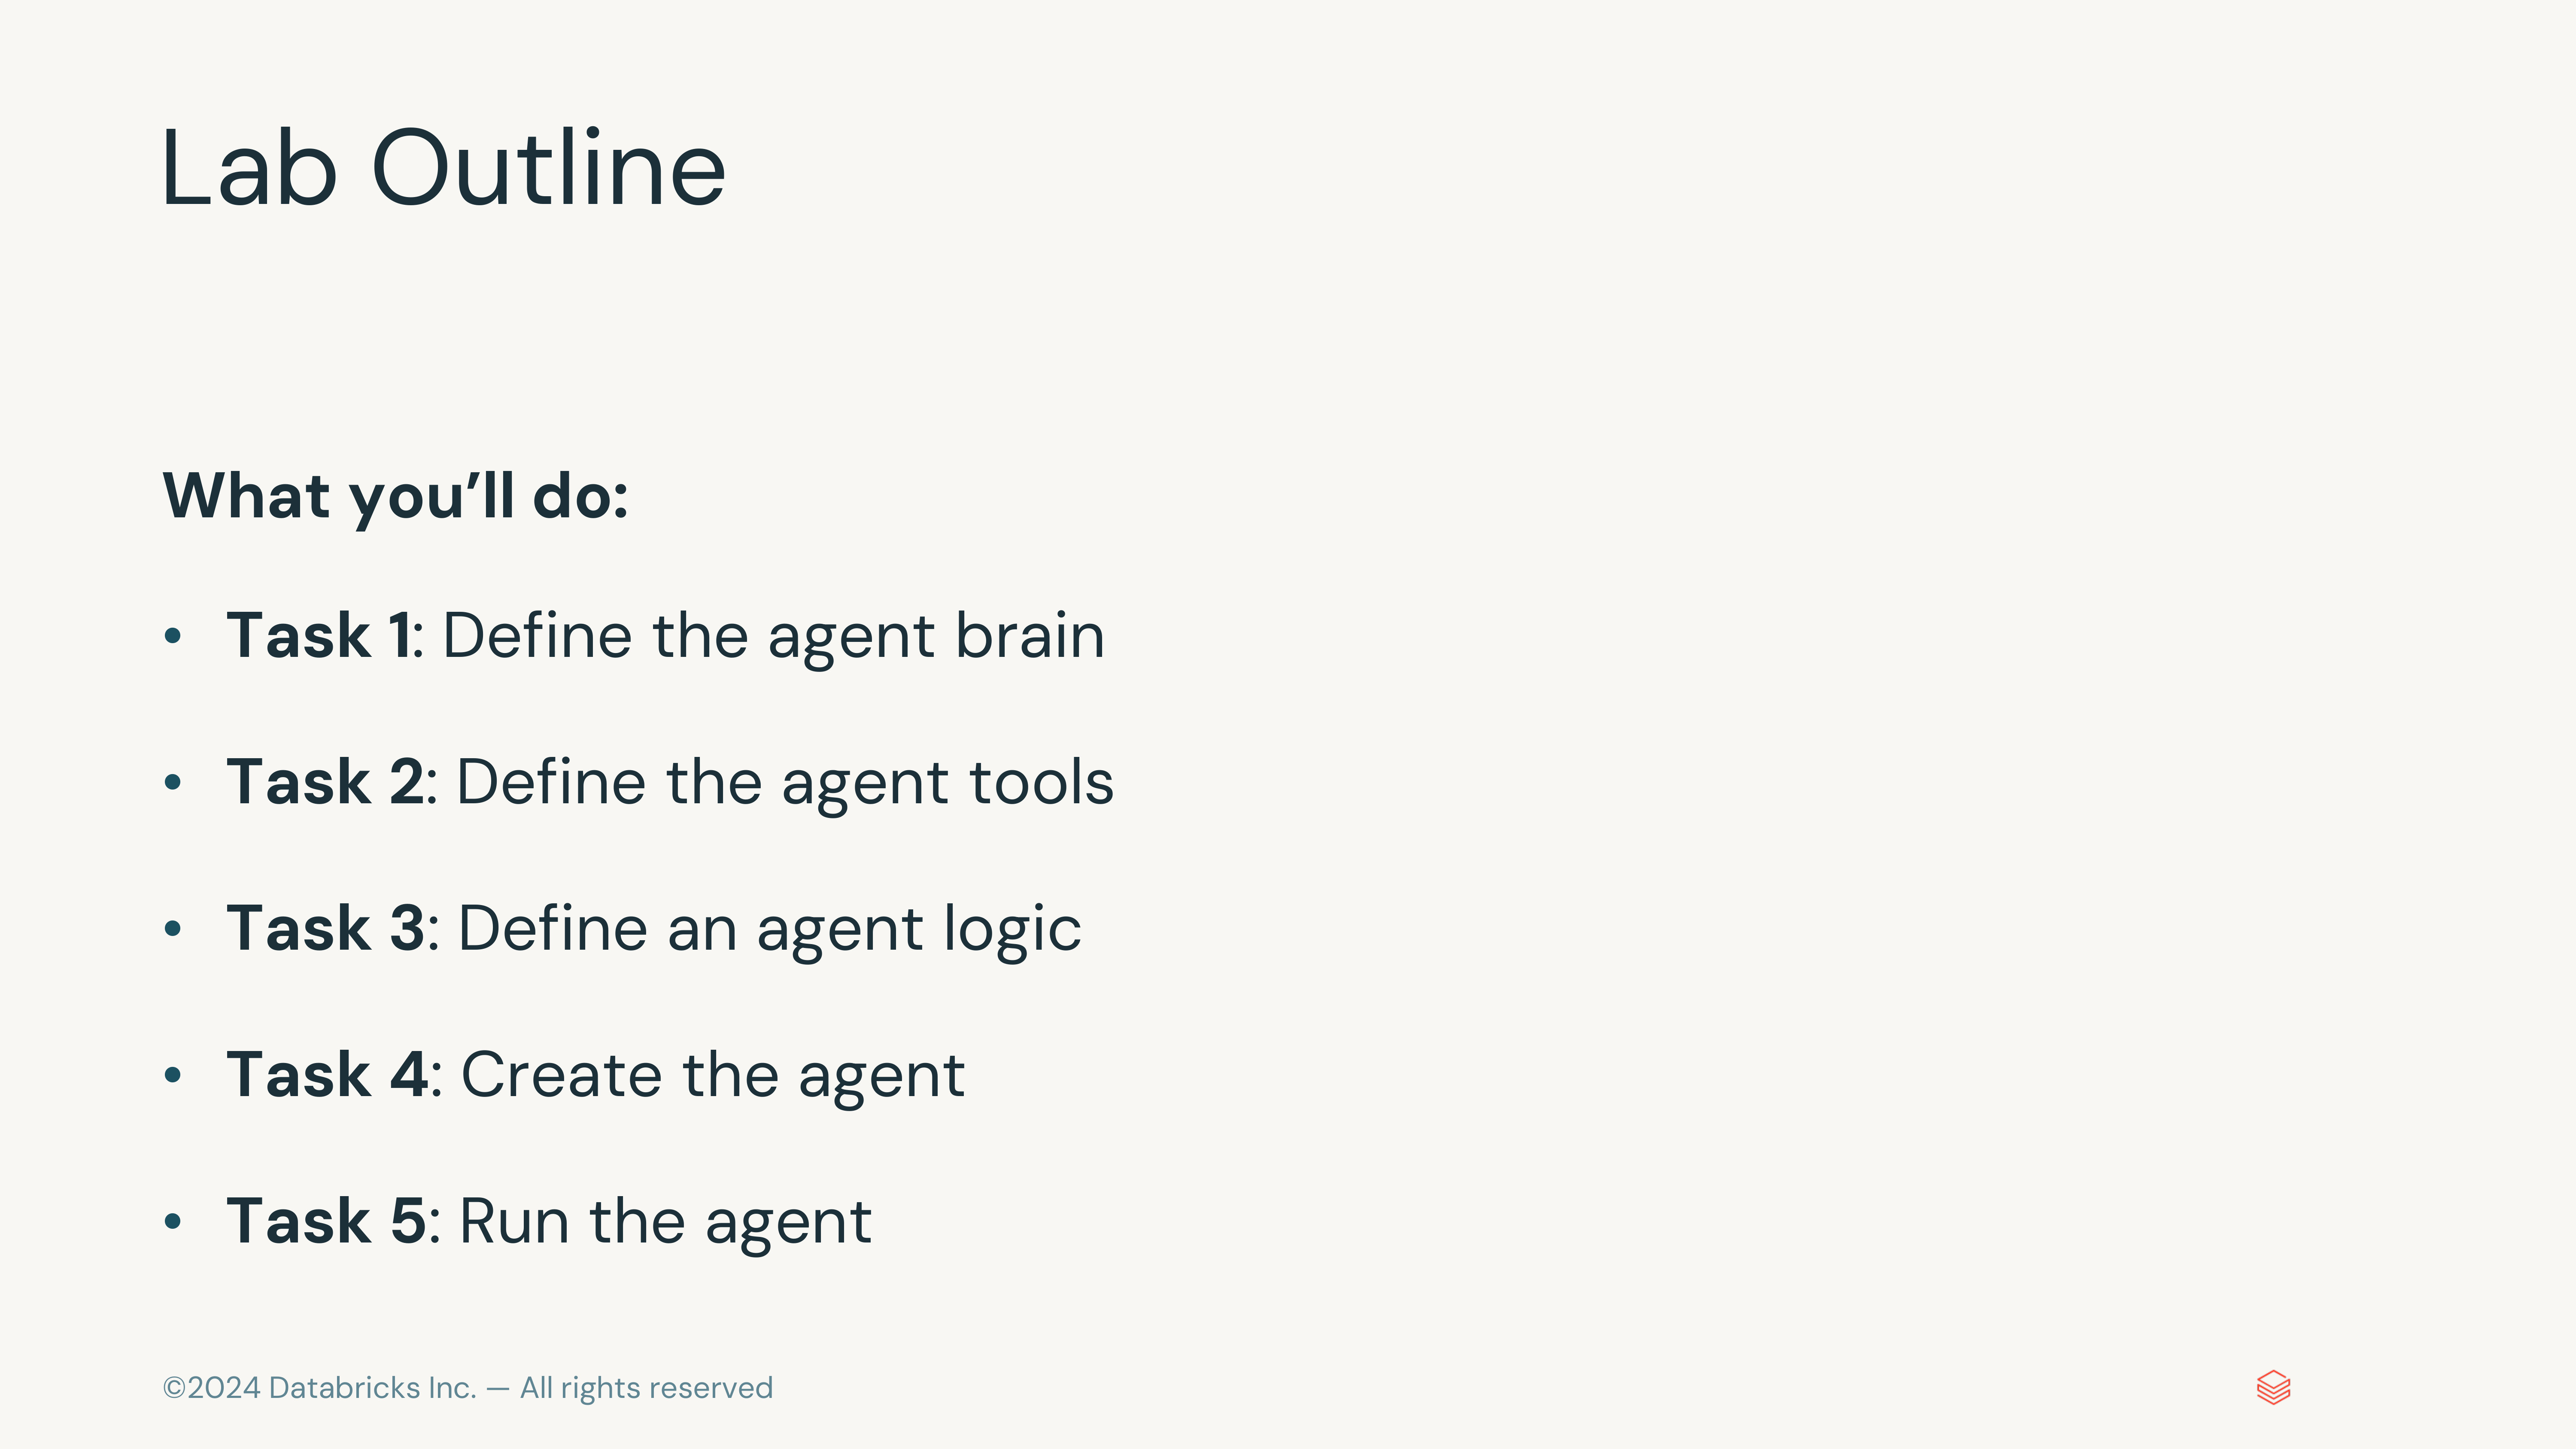 Lab Outline
What you’ll do:
• Task 1: Define the agent brain
• Task 2: Define the agent tools
• Task 3: Define an agent logic
• Task 4: Create the agent
• Task 5: Run the agent
©2024 Databricks Inc. — All rights reserved